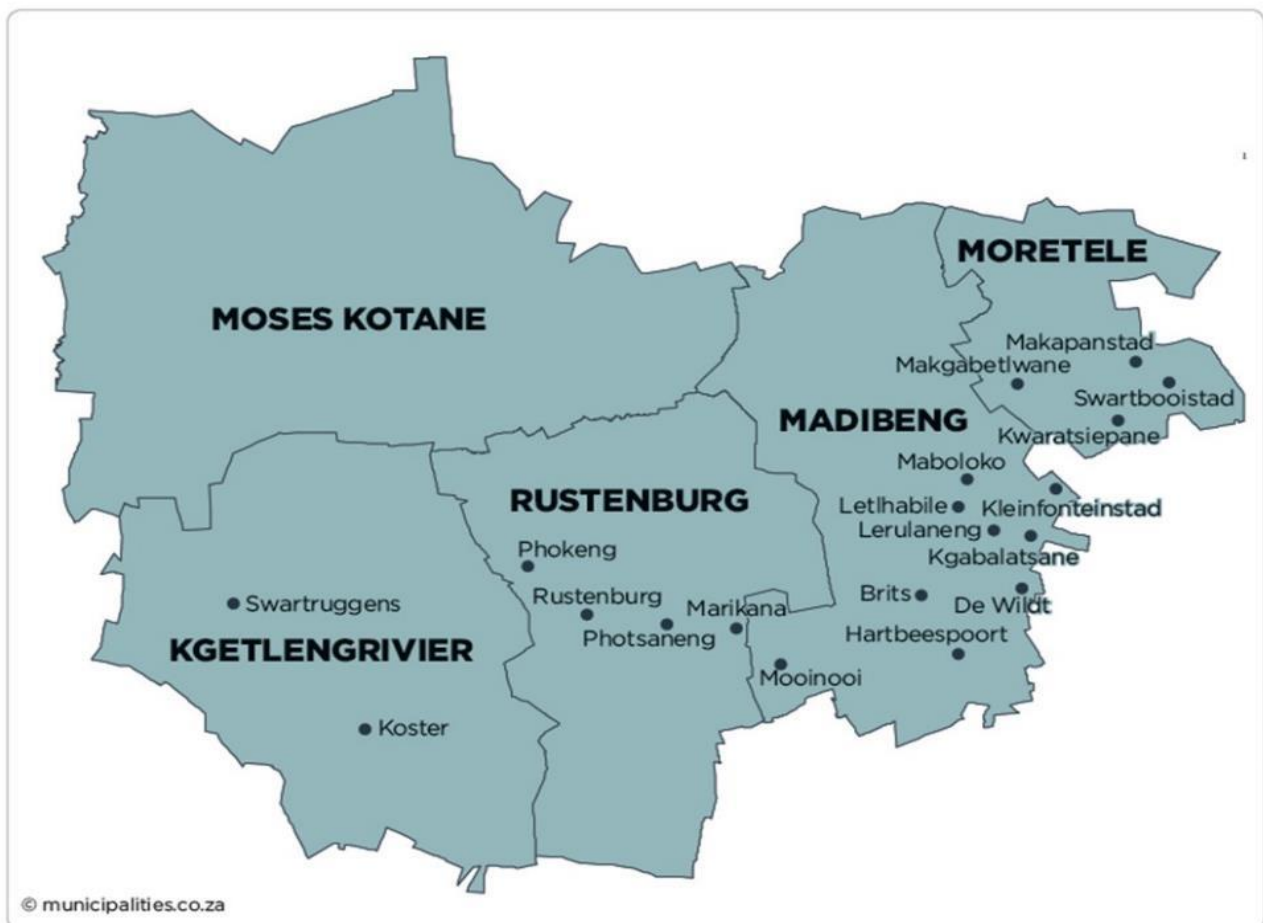 1
MORETELE
MOSES KOTANE
Makapanstad
Makgabetlwane
Swartbooistad
MADIBENG
Kwaratsiepane
Maboloko
RUSTENBURG
Letlhabile
Kleinfonteinstad
Lerulaneng
Phokeng
Kgabalatsane
Swartruggens
Rustenburg
Marikana
Brits
De Wildt
Photsaneng
Hartbeespoort
KGETLENGRIVIER
Mooinooi
Koster
© municipalities.co.za